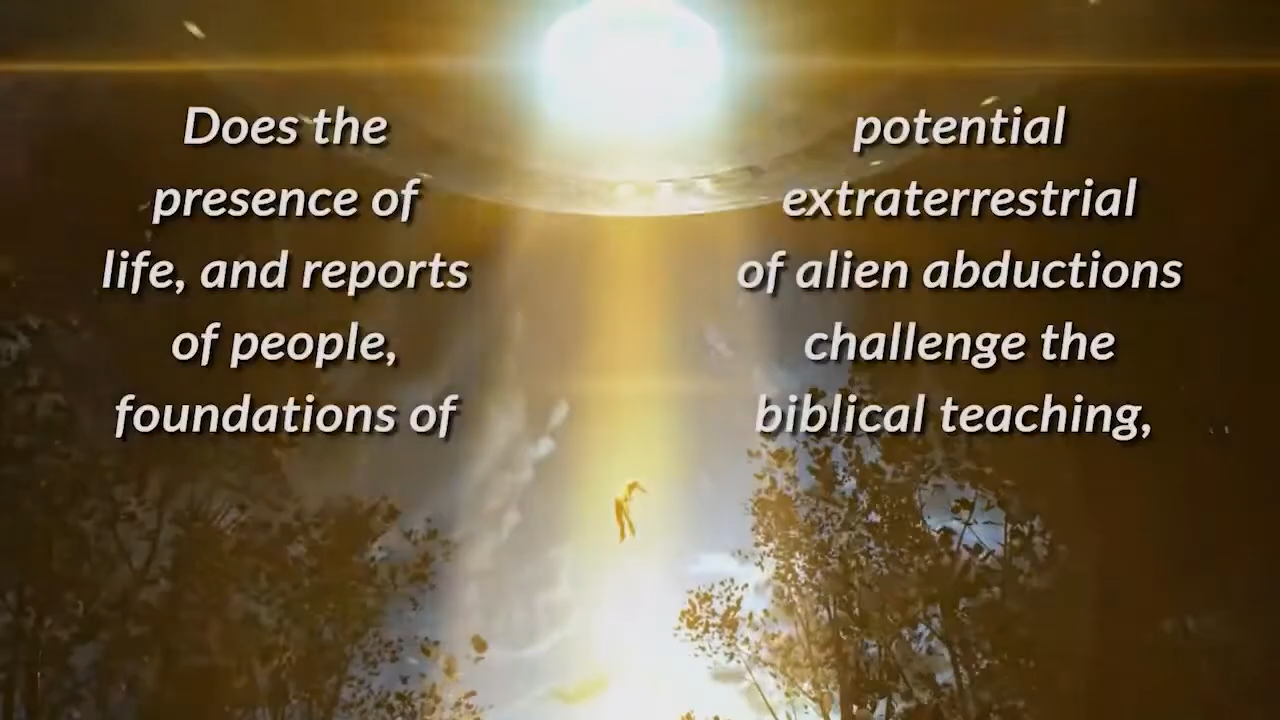 Does the potential
presence of extraterrestrial
life, and reports of alien abductions
of people, challenge the
foundations of biblical teaching,